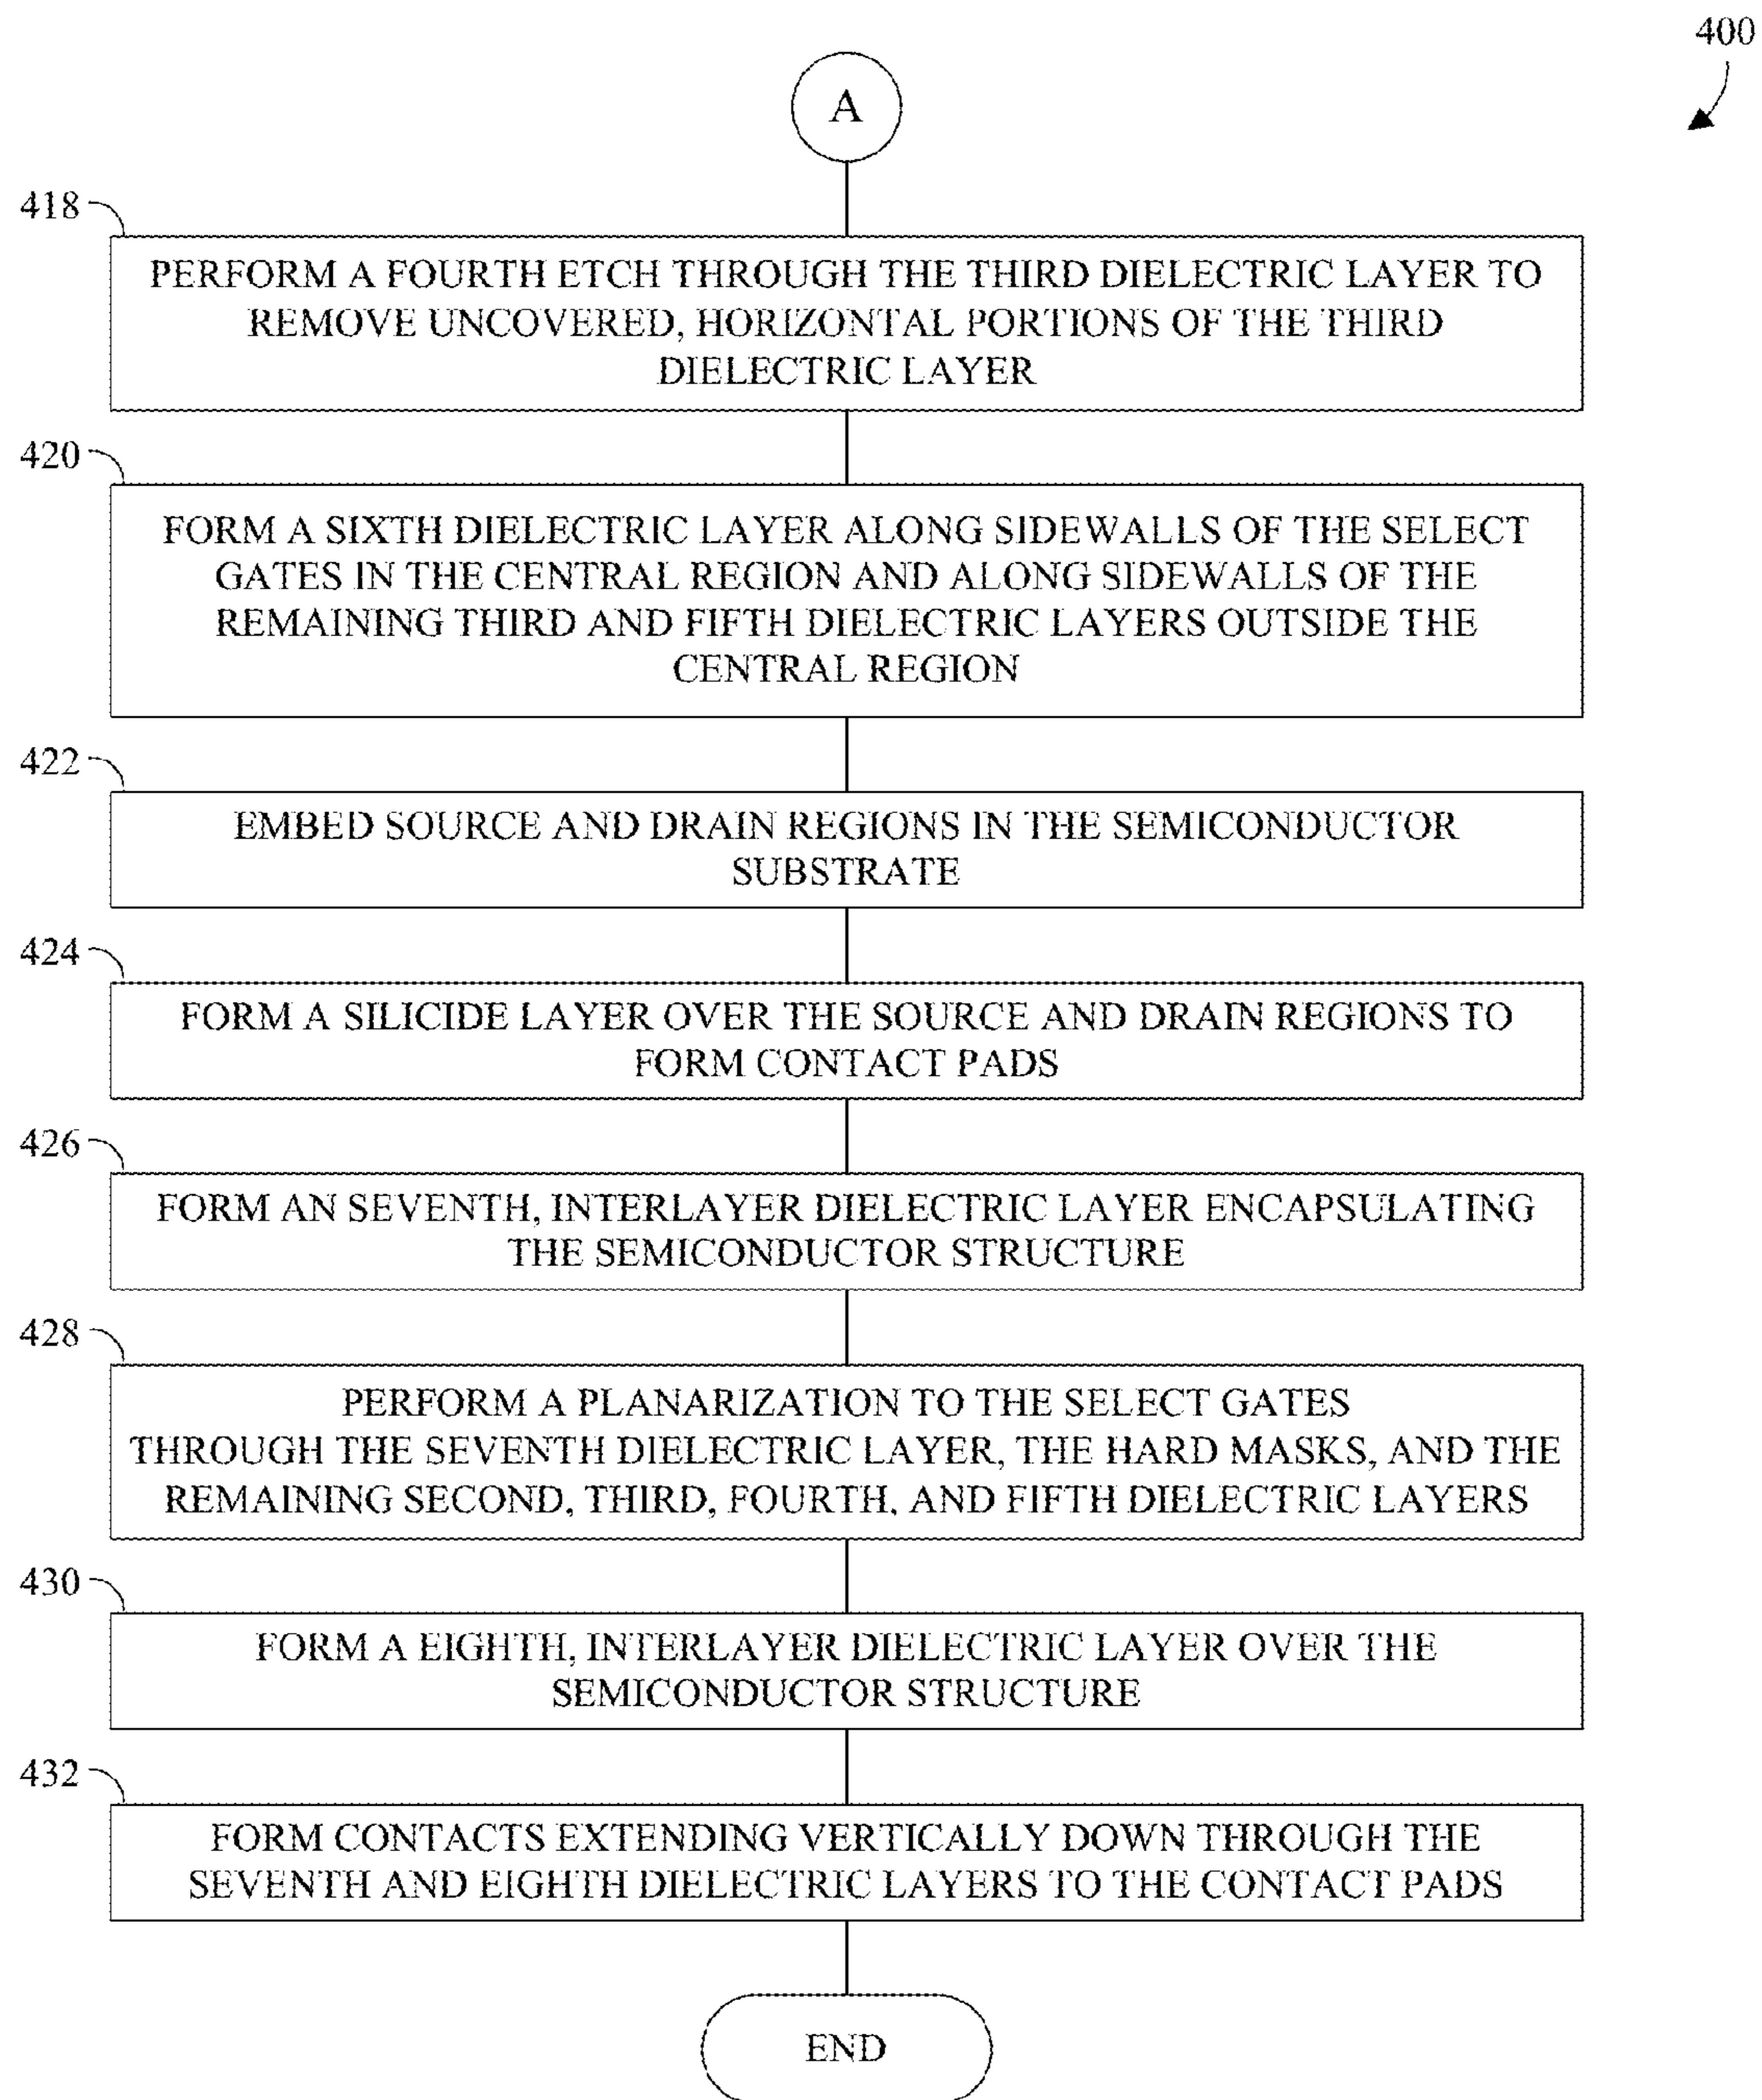 400
A
418
PERFORM A FOURTH ETCH THROUGH THE THIRD DIELECTRIC LAYER TO
REMOVE UNCOVERED, HORIZONTAL PORTIONS OF THE THIRD
DIELECTRIC LAYER
420
FORM A SIXTH DIELECTRIC LAYER ALONG SIDEWALLS OF THE SELECT
GATES IN THE CENTRAL REGION AND ALONG SIDEWALLS OF THE
REMAINING THIRD AND FIFTH DIELECTRIC LAYERS OUTSIDE THE
CENTRAL REGION
422
EMBED SOURCE AND DRAIN REGIONS IN THE SEMICONDUCTOR
SUBSTRATE
424
FORM A SILICIDE LAYER OVER THE SOURCE AND DRAIN REGIONS TO
FORM CONTACT PADS
426
FORM AN SEVENTH, INTERLAYER DIELECTRIC LAYER ENCAPSULATING
THE SEMICONDUCTOR STRUCTURE
428
PERFORM A PLANARIZATION TO THE SELECT GATES
THROUGH THE SEVENTH DIELECTRIC LAYER, THE HARD MASKS, AND THE
REMAINING SECOND, THIRD, FOURTH, AND FIFTH DIELECTRIC LAYERS
430
FORM A EIGHTH, INTERLAYER DIELECTRIC LAYER OVER THE
SEMICONDUCTOR STRUCTURE
432
FORM CONTACTS EXTENDING VERTICALLY DOWN THROUGH THE
SEVENTH AND EIGHTH DIELECTRIC LAYERS TO THE CONTACT PADS
END